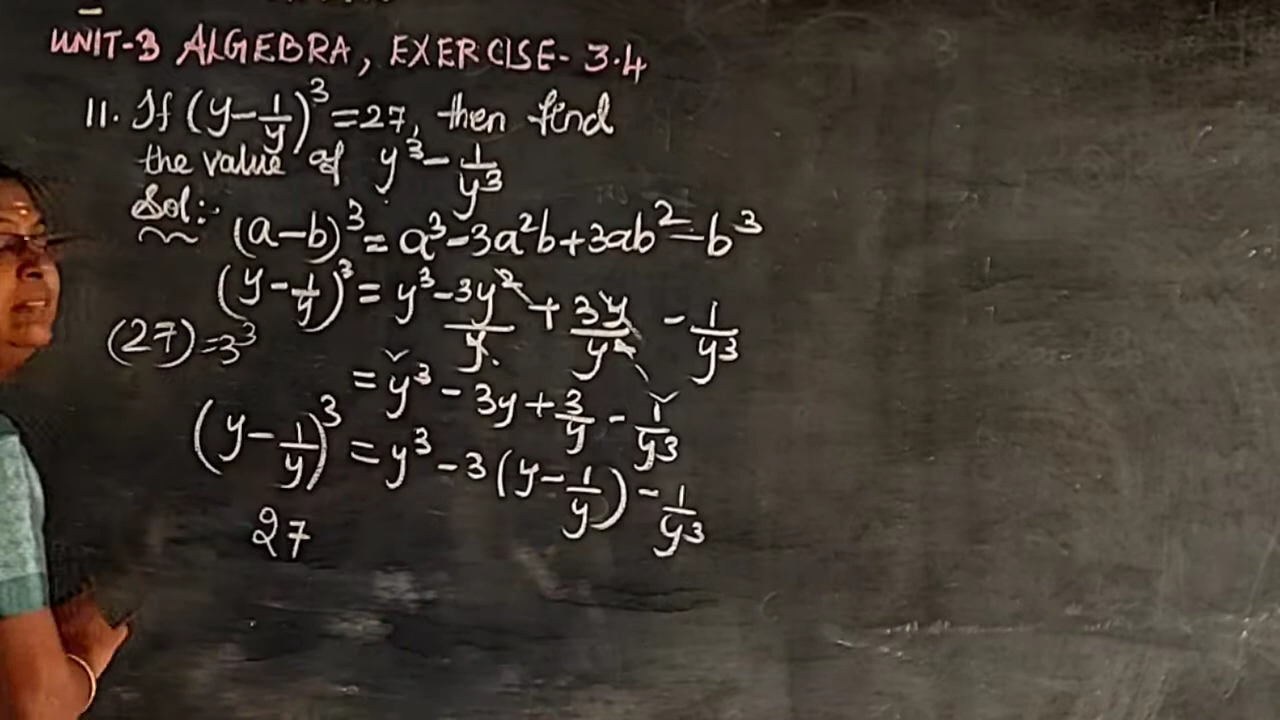 UNIT-3 ALGEBRA, EXERCISE- 3.4
11. If (y-1/y)³=27, then find
the value of y³-1/y³
Sol:-
(a-b)³=a³-3a²b+3ab²-b³
(y-1/y)³=y³-3y²/y+3y/y²-1/y³
(27)=3³
=y³-3y+3/y-1/y³
(y-1/y)³=y³-3(y-1/y)-1/y³
27